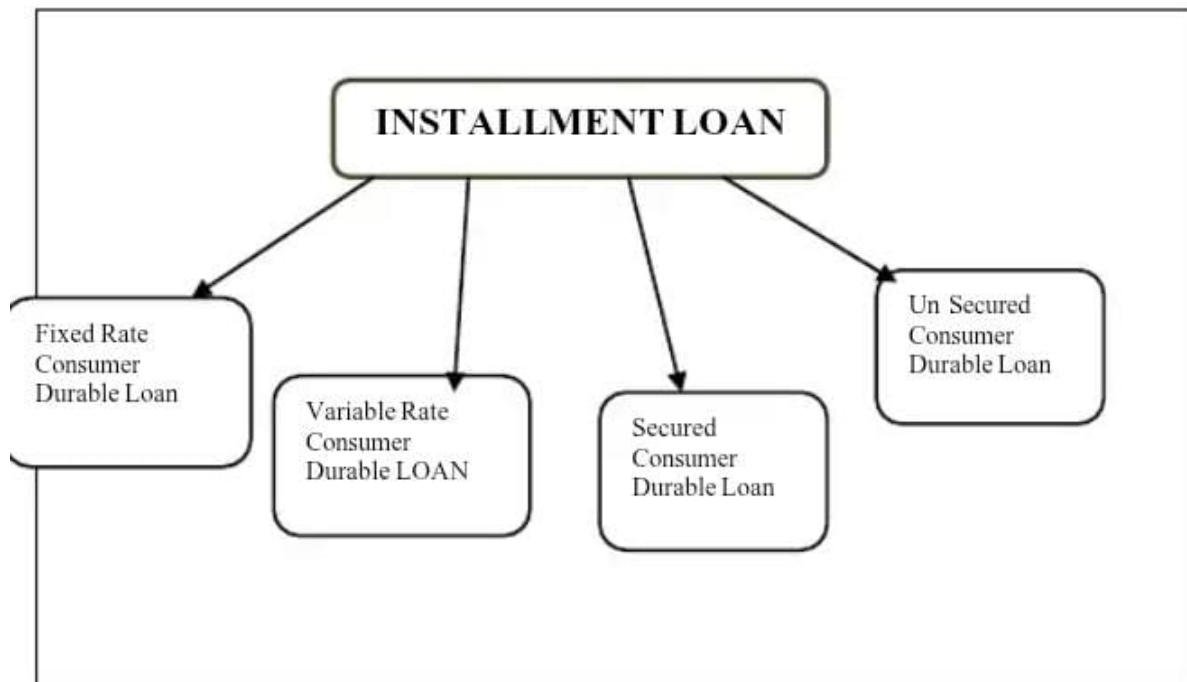 INSTALLMENT LOAN
Fixed Rate
Consumer
Durable Loan
Variable Rate
Consumer
Durable LOAN
Secured
Consumer
Durable Loan
Un Secured
Consumer
Durable Loan